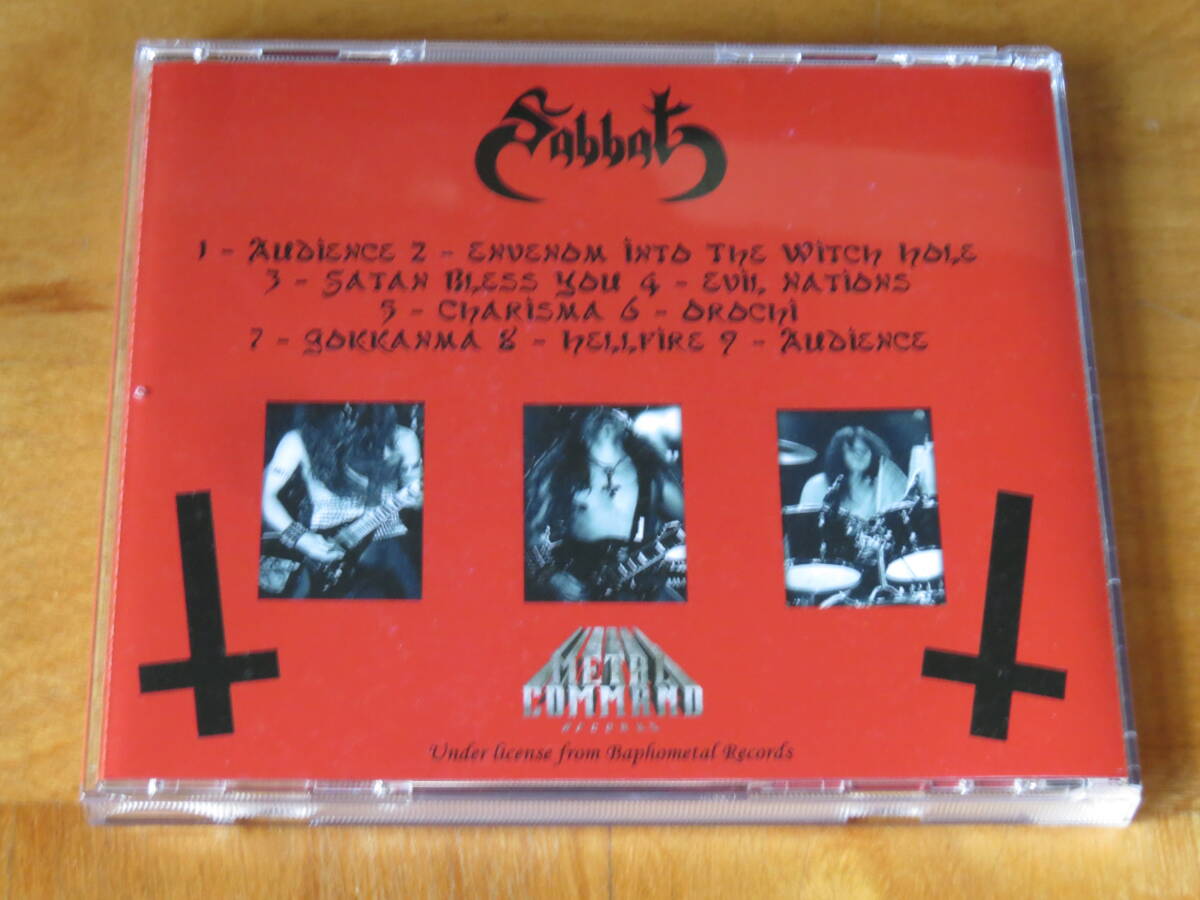 Sabbat
1 - Audience 2 - Envenom into the Witch Hole
3 - Satan Bless You 4 - Evil Nations
5 - Charisma 6 - Orochi
7 - Gokkanma 8 - Hellfire 9 - Audience
METAL
COMMAND
RECORDS
Under license from Baphometal Records